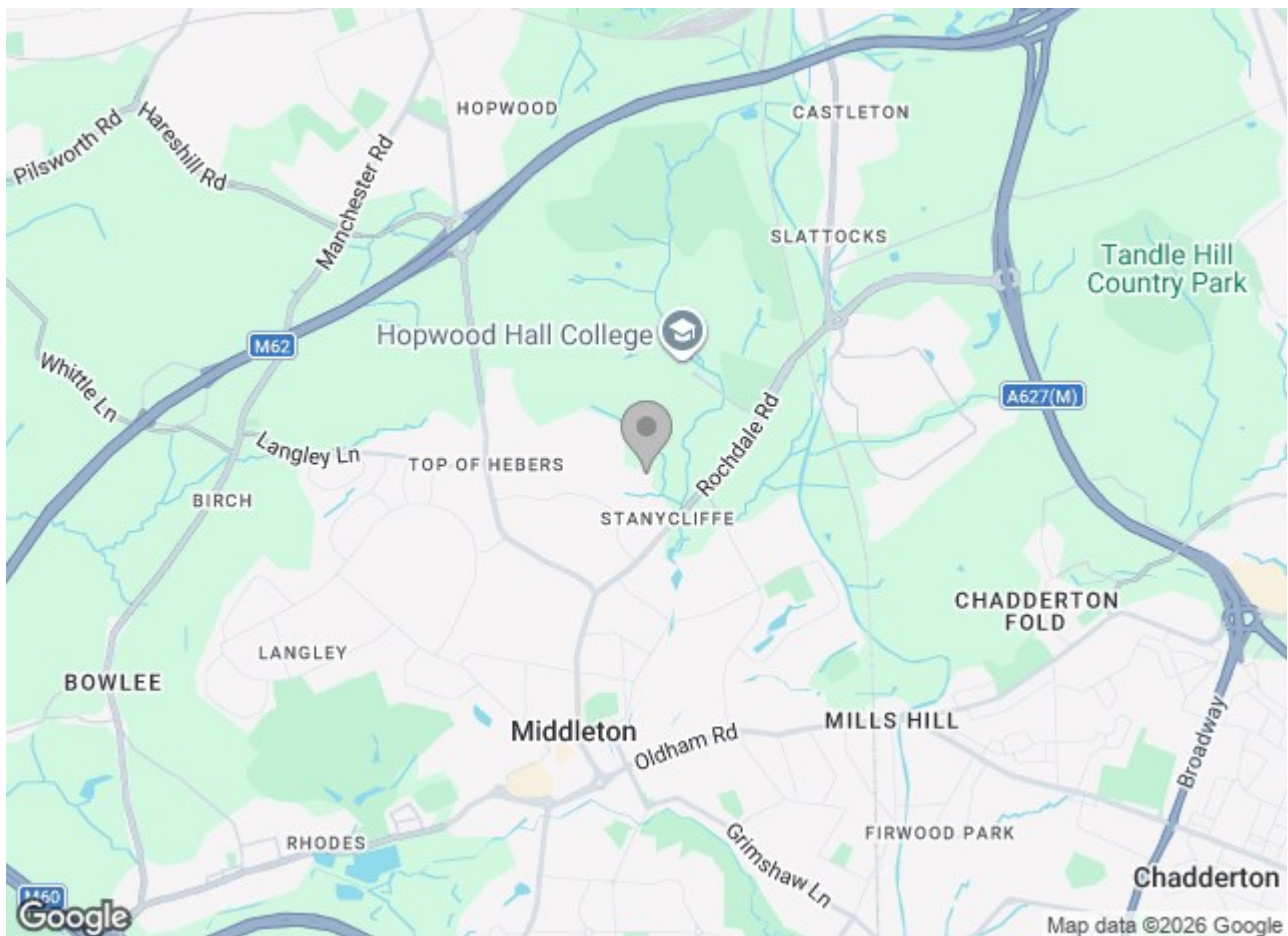 HOPWOOD
CASTLETON
Pilsworth Rd
Hareshill Rd
Manchester Rd
SLATTOCKS
Tandle Hill
Country Park
Hopwood Hall College
M62
Whittle Ln
A627(M)
Langley Ln
TOP OF HEBERS
Rochdale Rd
BIRCH
STANYCLIFFE
CHADDERTON
FOLD
LANGLEY
BOWLEE
Middleton
MILLS HILL
Oldham Rd
Broadway
RHODES
Grimshaw Ln
FIRWOOD PARK
Chadderton
M60
Google
Map data ©2026 Google